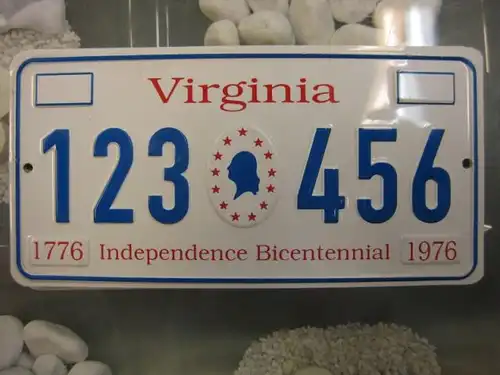 Virginia
123 456
1776 Independence Bicentennial 1976